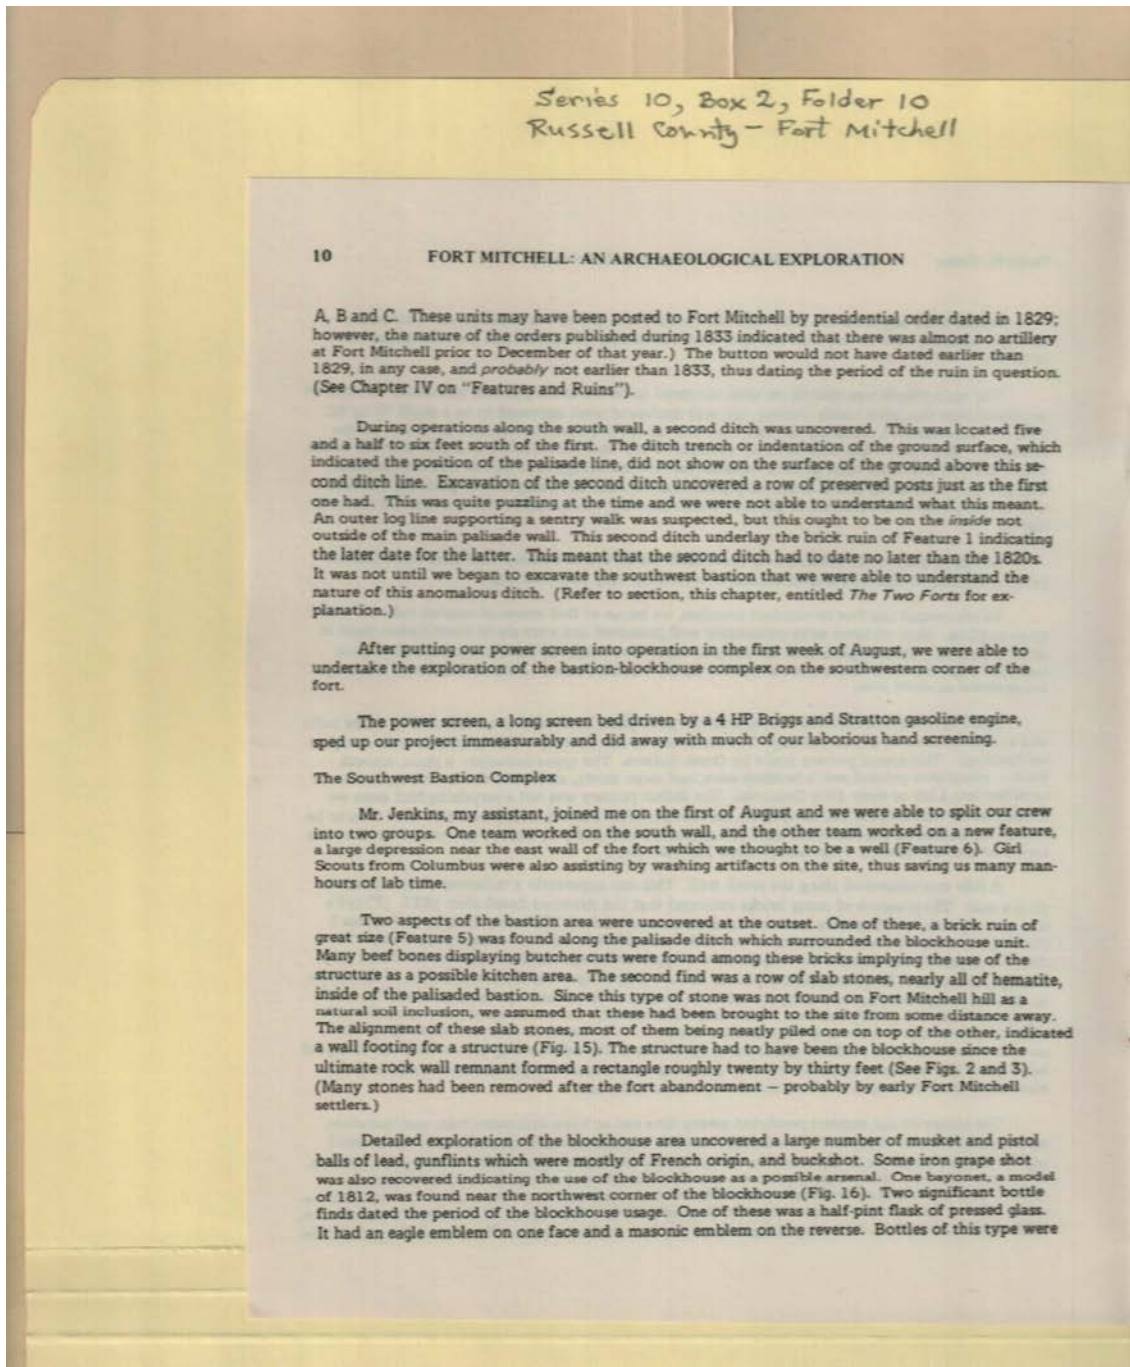 Series 10, Box 2, Folder 10
Russell County - Fort Mitchell
10 FORT MITCHELL: AN ARCHAEOLOGICAL EXPLORATION
A, B and C. These units may have been posted to Fort Mitchell by presidential order dated in 1829;
however, the nature of the orders published during 1833 indicated that there was almost no artillery
at Fort Mitchell prior to December of that year.) The button would not have dated earlier than
1829, in any case, and probably not earlier than 1833, thus dating the period of the ruin in question.
(See Chapter IV on "Features and Ruins").
During operations along the south wall, a second ditch was uncovered. This was located five
and a half to six feet south of the first. The ditch trench or indentation of the ground surface, which
indicated the position of the palisade line, did not show on the surface of the ground above this se-
cond ditch line. Excavation of the second ditch uncovered a row of preserved posts just as the first
one had. This was quite puzzling at the time and we were not able to understand what this meant.
An outer log line supporting a sentry walk was suspected, but this ought to be on the inside not
outside of the main palisade wall. This second ditch underlay the brick ruin of Feature 1 indicating
the later date for the latter. This meant that the second ditch had to date no later than the 1820s.
It was not until we began to excavate the southwest bastion that we were able to understand the
nature of this anomalous ditch. (Refer to section, this chapter, entitled The Two Forts for ex-
planation.)
After putting our power screen into operation in the first week of August, we were able to
undertake the exploration of the bastion-blockhouse complex on the southwestern corner of the
fort.
The power screen, a long screen bed driven by a 4 HP Briggs and Stratton gasoline engine,
sped up our project immeasurably and did away with much of our laborious hand screening.
The Southwest Bastion Complex
Mr. Jenkins, my assistant, joined me on the first of August and we were able to split our crew
into two groups. One team worked on the south wall, and the other team worked on a new feature,
a large depression near the east wall of the fort which we thought to be a well (Feature 6). Girl
Scouts from Columbus were also assisting by washing artifacts on the site, thus saving us many man-
hours of lab time.
Two aspects of the bastion area were uncovered at the outset. One of these, a brick ruin of
great size (Feature 5) was found along the palisade ditch which surrounded the blockhouse unit.
Many beef bones displaying butcher cuts were found among these bricks implying the use of the
structure as a possible kitchen area. The second find was a row of slab stones, nearly all of hematite,
inside of the palisaded bastion. Since this type of stone was not found on Fort Mitchell hill as a
natural soil inclusion, we assumed that these had been brought to the site from some distance away.
The alignment of these slab stones, most of them being neatly piled one on top of the other, indicated
a wall footing for a structure (Fig. 15). The structure had to have been the blockhouse since the
ultimate rock wall remnant formed a rectangle roughly twenty by thirty feet (See Figs. 2 and 3).
(Many stones had been removed after the fort abandonment – probably by early Fort Mitchell
settlers.)
Detailed exploration of the blockhouse area uncovered a large number of musket and pistol
balls of lead, gunflints which were mostly of French origin, and buckshot. Some iron grape shot
was also recovered indicating the use of the blockhouse as a possible arsenal. One bayonet, a model
of 1812, was found near the northwest corner of the blockhouse (Fig. 16). Two significant bottle
finds dated the period of the blockhouse usage. One of these was a half-pint flask of pressed glass.
It had an eagle emblem on one face and a masonic emblem on the reverse. Bottles of this type were